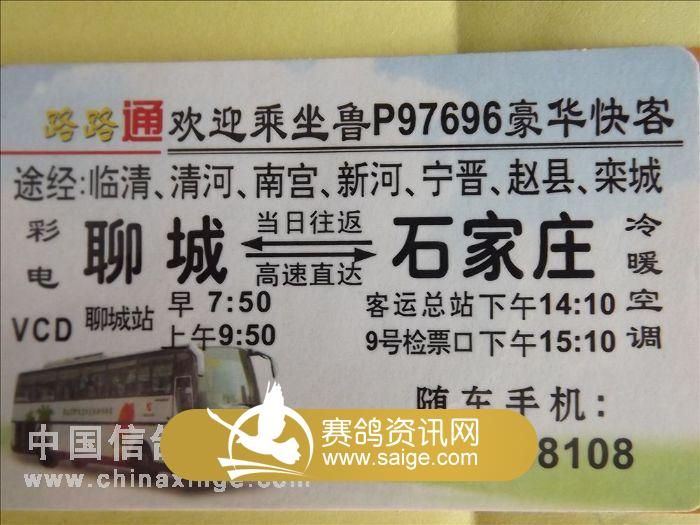 路路通 欢迎乘坐鲁P97696豪华快客
途经:临清、清河、南宫、新河、宁晋、赵县、栾城
彩电 VCD
聊城 当日往返 高速直达 石家庄
冷暖空调
聊城站 早 7:50 客运总站下午14:10
上午9:50 9号检票口下午15:10
随车手机:
8108
中国信
www.chinaxinge.com
赛鸽资讯网
www.saige.com